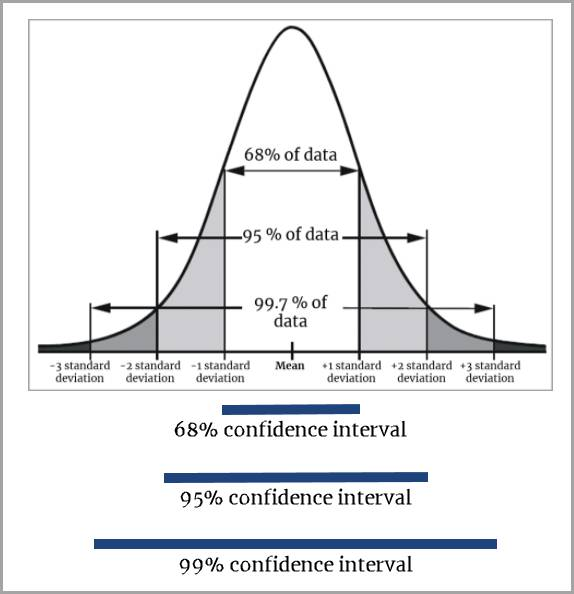 68% of data
95 % of data
99.7 % of
data
-3 standard
deviation
-2 standard
deviation
-1 standard
deviation
Mean
+1 standard
deviation
+2 standard
deviation
+3 standard
deviation
68% confidence interval
95% confidence interval
99% confidence interval